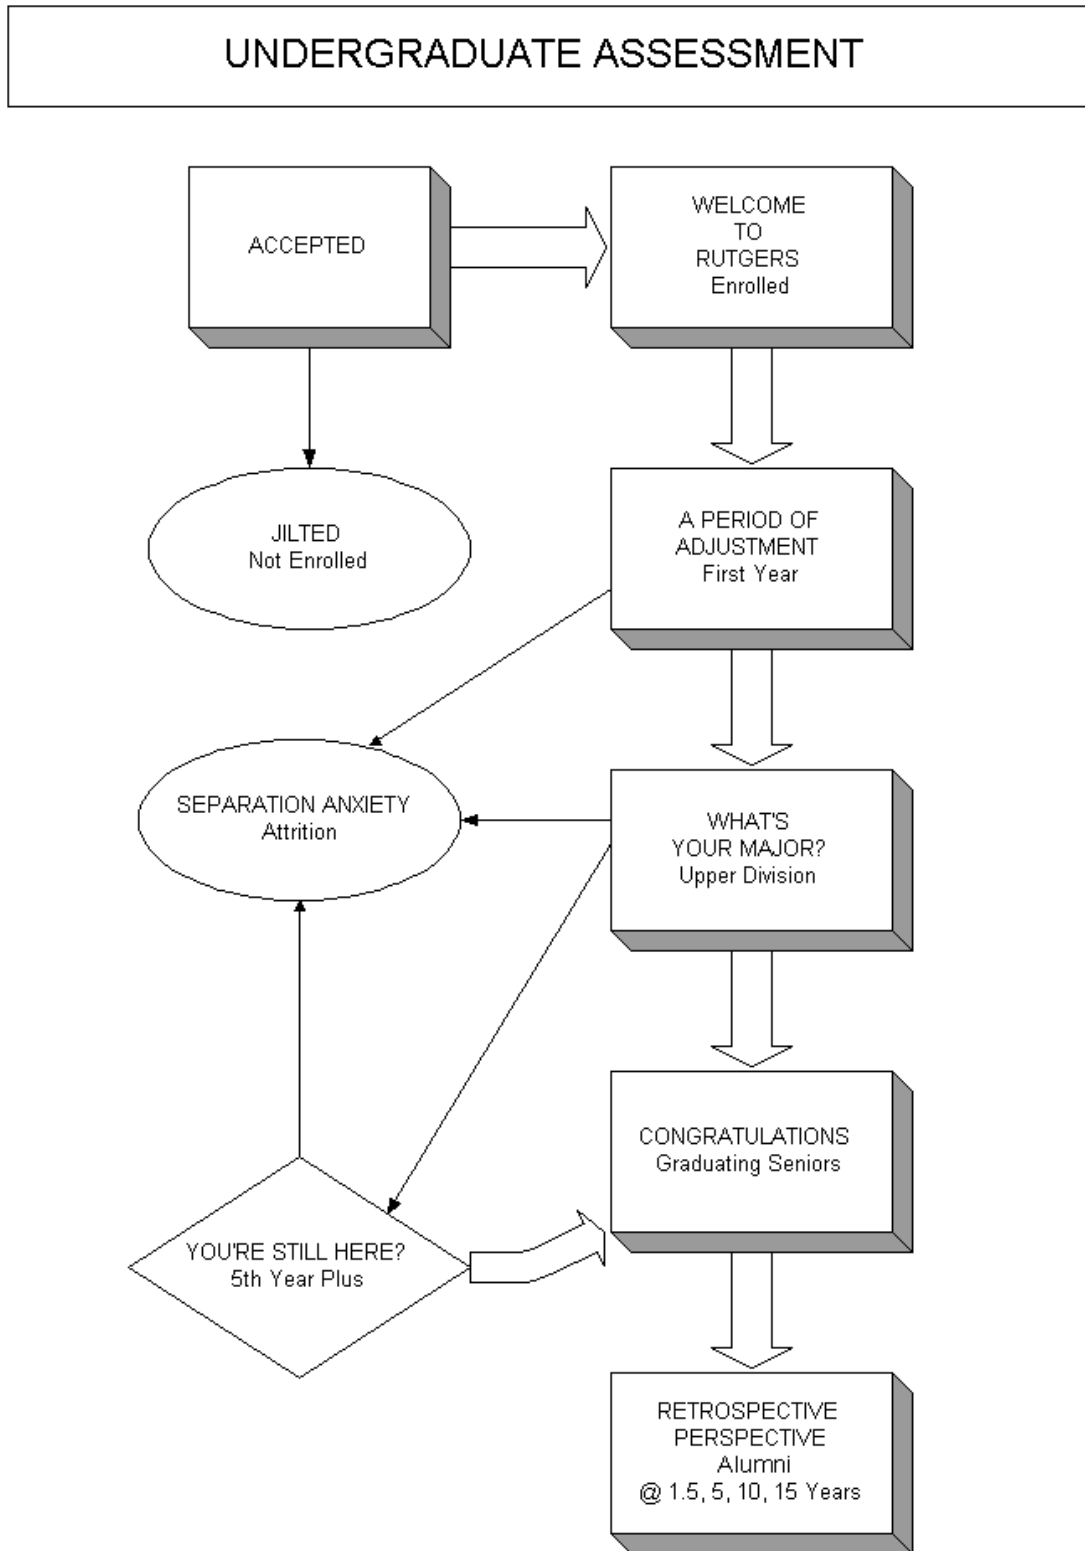 UNDERGRADUATE ASSESSMENT
ACCEPTED
WELCOME
TO
RUTGERS
Enrolled
JILTED
Not Enrolled
A PERIOD OF
ADJUSTMENT
First Year
SEPARATION ANXIETY
Attrition
WHAT'S
YOUR MAJOR?
Upper Division
CONGRATULATIONS
Graduating Seniors
YOU'RE STILL HERE?
5th Year Plus
RETROSPECTIVE
PERSPECTIVE
Alumni
@ 1.5, 5, 10, 15 Years